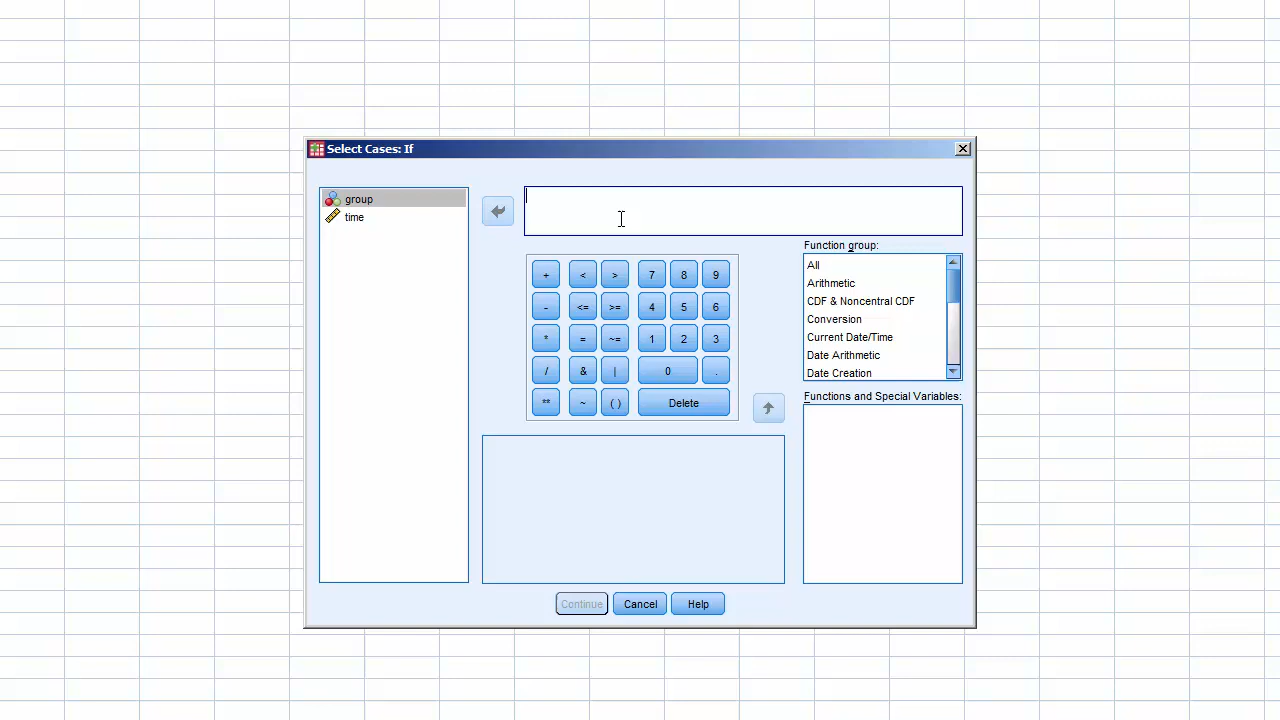 Select Cases: If
group
time
Function group:
All
Arithmetic
CDF & Noncentral CDF
Conversion
Current Date/Time
Date Arithmetic
Date Creation
+ < > 7 8 9
- <= >= 4 5 6
* = ~= 1 2 3
/ & | 0 .
** ~ ( ) Delete
Functions and Special Variables:
Continue Cancel Help